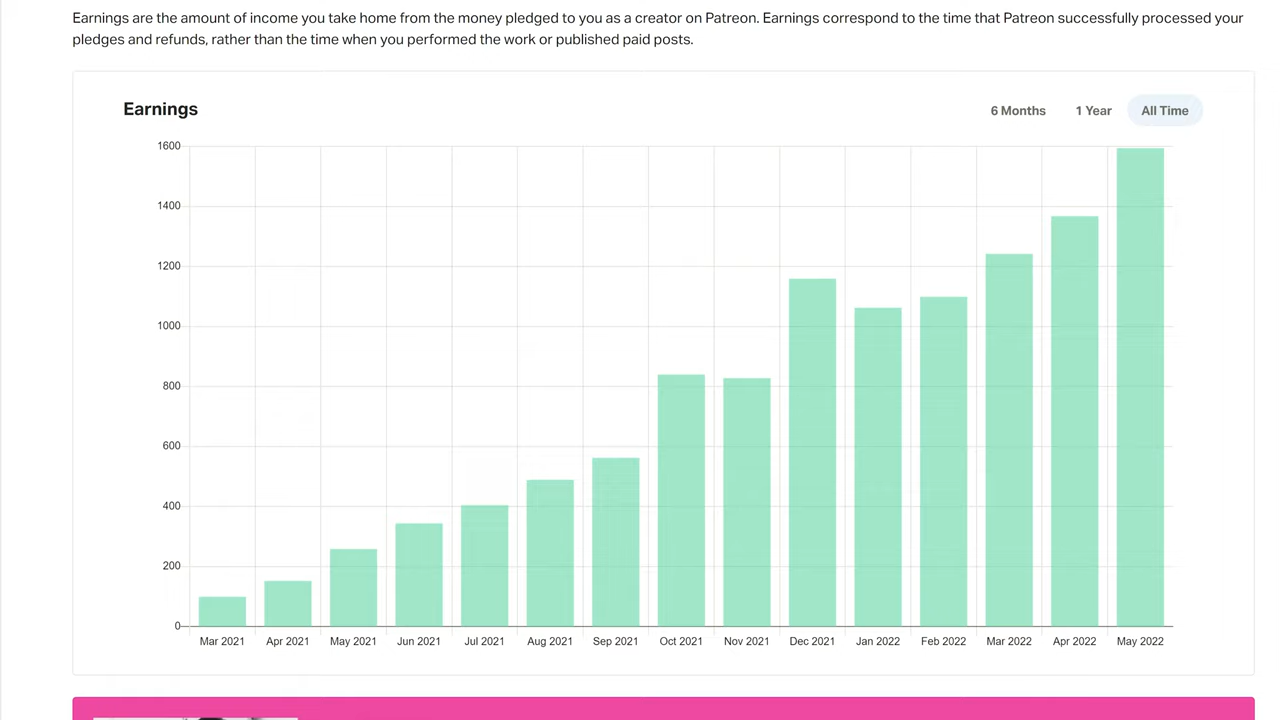 Earnings are the amount of income you take home from the money pledged to you as a creator on Patreon. Earnings correspond to the time that Patreon successfully processed your
pledges and refunds, rather than the time when you performed the work or published paid posts.
Earnings
6 Months 1 Year All Time
1600
1400
1200
1000
800
600
400
200
0
Mar 2021 Apr 2021 May 2021 Jun 2021 Jul 2021 Aug 2021 Sep 2021 Oct 2021 Nov 2021 Dec 2021 Jan 2022 Feb 2022 Mar 2022 Apr 2022 May 2022